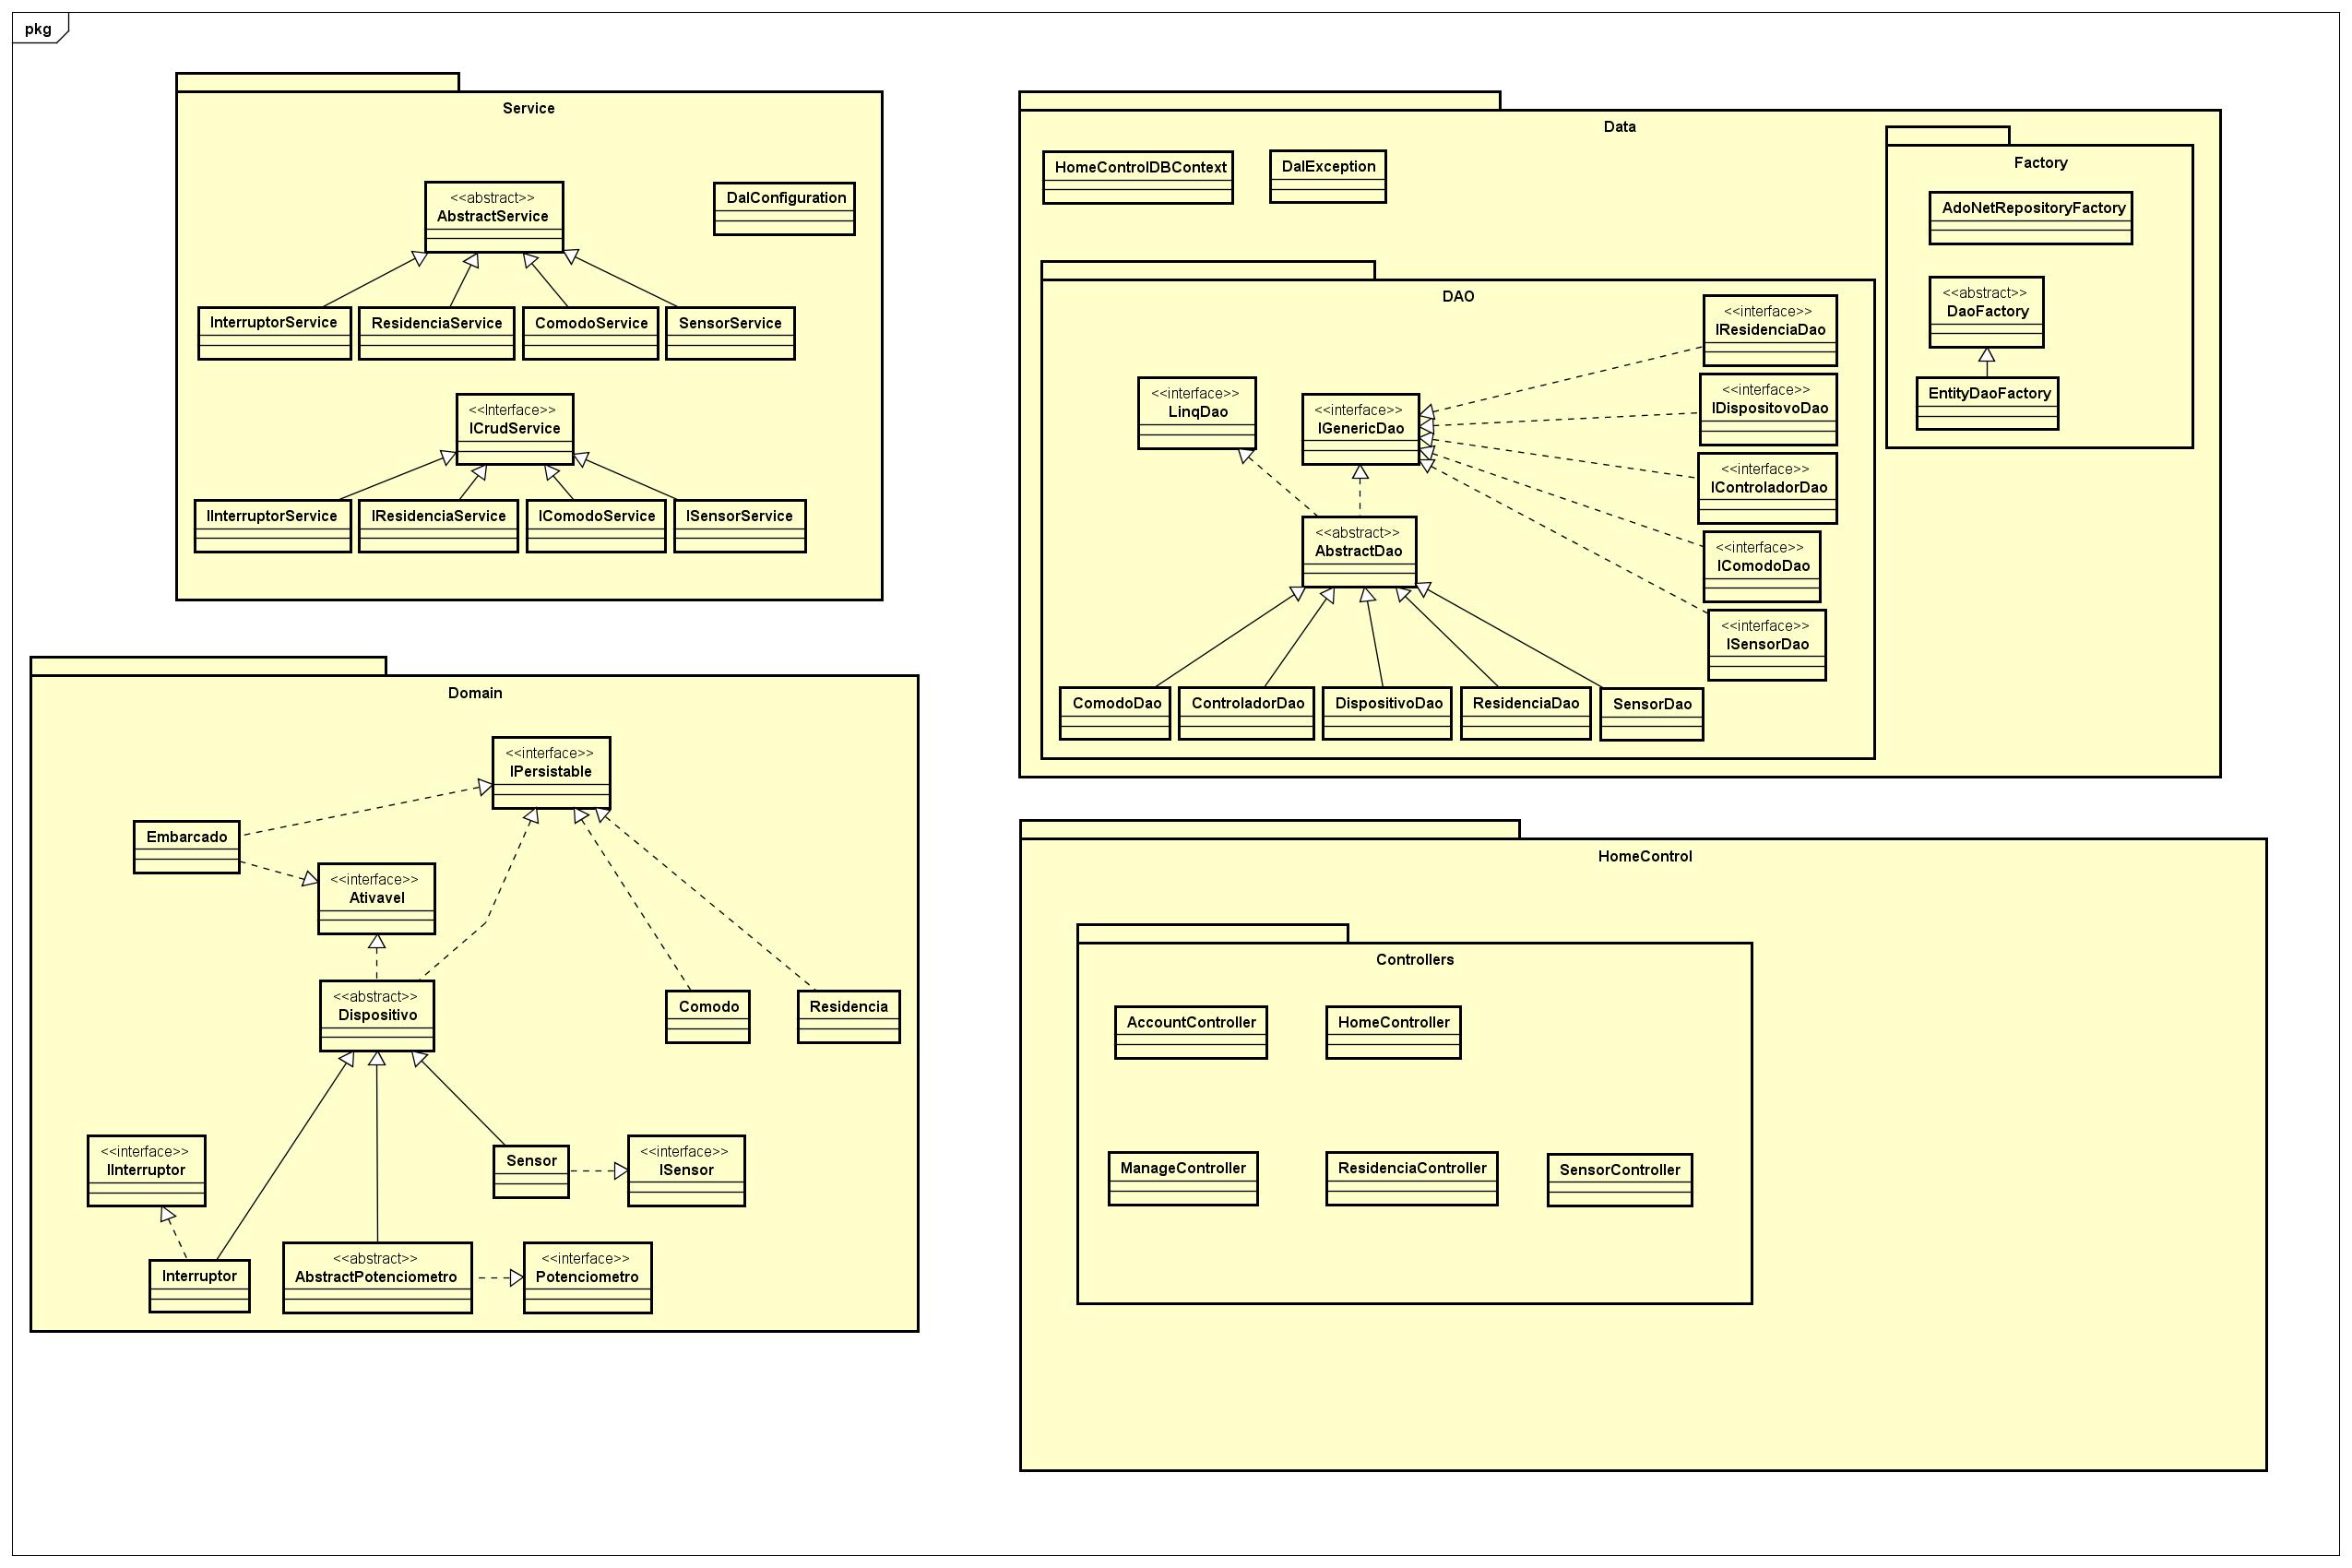 pkg
Service
<<abstract>>
AbstractService
DalConfiguration
InterruptorService
ResidenciaService
ComodoService
SensorService
<<Interface>>
ICrudService
IInterruptorService
IResidenciaService
IComodoService
ISensorService
Data
HomeControlDBContext
DalException
Factory
AdoNetRepositoryFactory
<<abstract>>
DaoFactory
EntityDaoFactory
DAO
<<interface>>
IResidenciaDao
<<interface>>
LinqDao
<<interface>>
IGenericDao
<<interface>>
IDispositovoDao
<<interface>>
IControladorDao
<<abstract>>
AbstractDao
<<interface>>
IComodoDao
<<interface>>
ISensorDao
ComodoDao
ControladorDao
DispositivoDao
ResidenciaDao
SensorDao
Domain
<<interface>>
IPersistable
Embarcado
<<interface>>
Ativavel
<<abstract>>
Dispositivo
Comodo
Residencia
<<interface>>
IInterruptor
Sensor
<<interface>>
ISensor
Interruptor
<<abstract>>
AbstractPotenciometro
<<interface>>
Potenciometro
HomeControl
Controllers
AccountController
HomeController
ManageController
ResidenciaController
SensorController